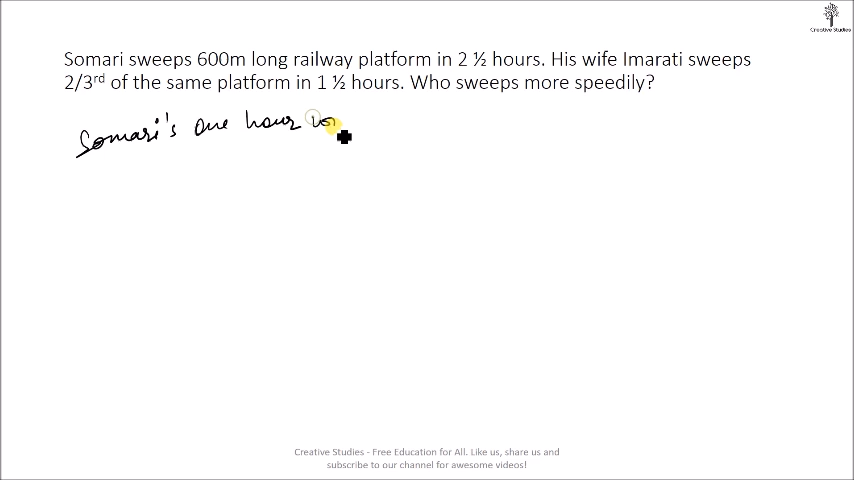 Creative Studies
Somari sweeps 600m long railway platform in 2 ½ hours. His wife Imarati sweeps
2/3rd of the same platform in 1 ½ hours. Who sweeps more speedily?
Somari's one hour
Creative Studies - Free Education for All. Like us, share us and
subscribe to our channel for awesome videos!